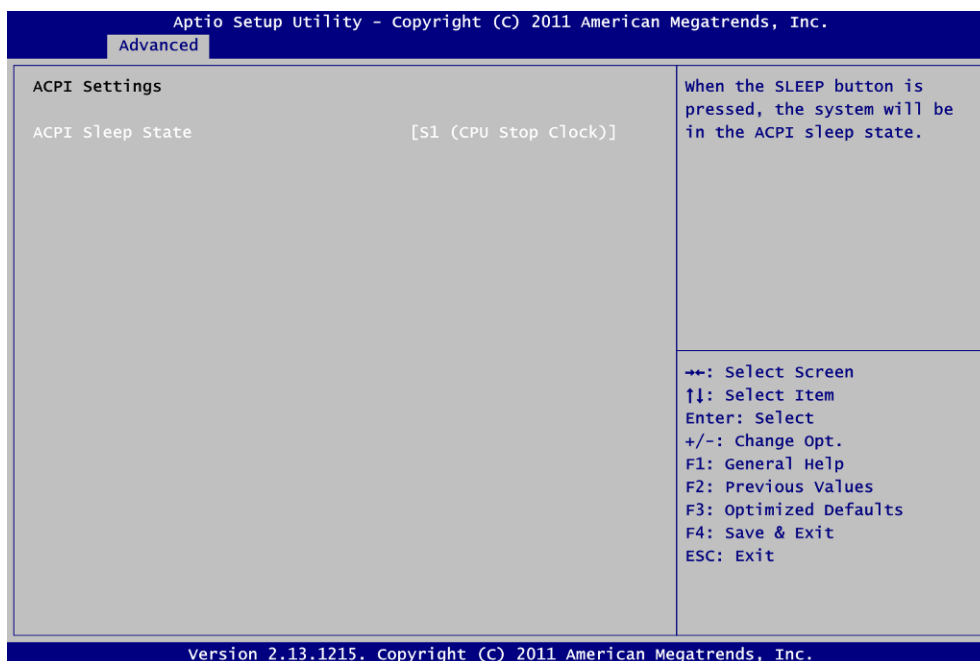 Aptio Setup Utility - Copyright (C) 2011 American Megatrends, Inc.
Advanced
ACPI Settings
ACPI Sleep State [S1 (CPU Stop Clock)]
When the SLEEP button is
pressed, the system will be
in the ACPI sleep state.
→←: Select Screen
↑↓: Select Item
Enter: Select
+/-: Change Opt.
F1: General Help
F2: Previous Values
F3: Optimized Defaults
F4: Save & Exit
ESC: Exit
Version 2.13.1215. Copyright (C) 2011 American Megatrends, Inc.